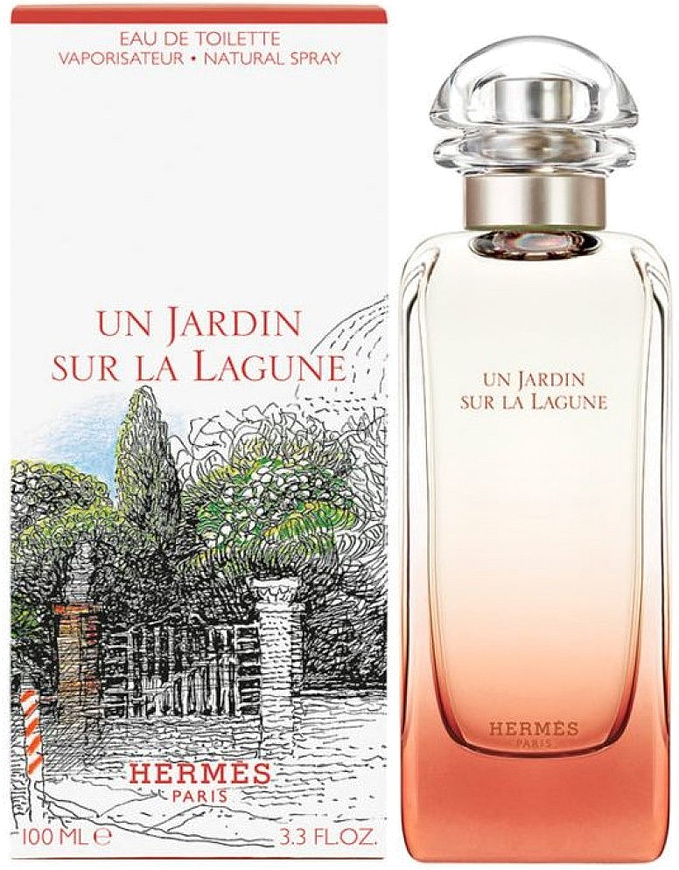 EAU DE TOILETTE
VAPORISATEUR • NATURAL SPRAY
UN JARDIN
SUR LA LAGUNE
HERMÈS
PARIS
100 ML ℮
3.3 FL.OZ.
UN JARDIN
SUR LA LAGUNE
HERMÈS
PARIS